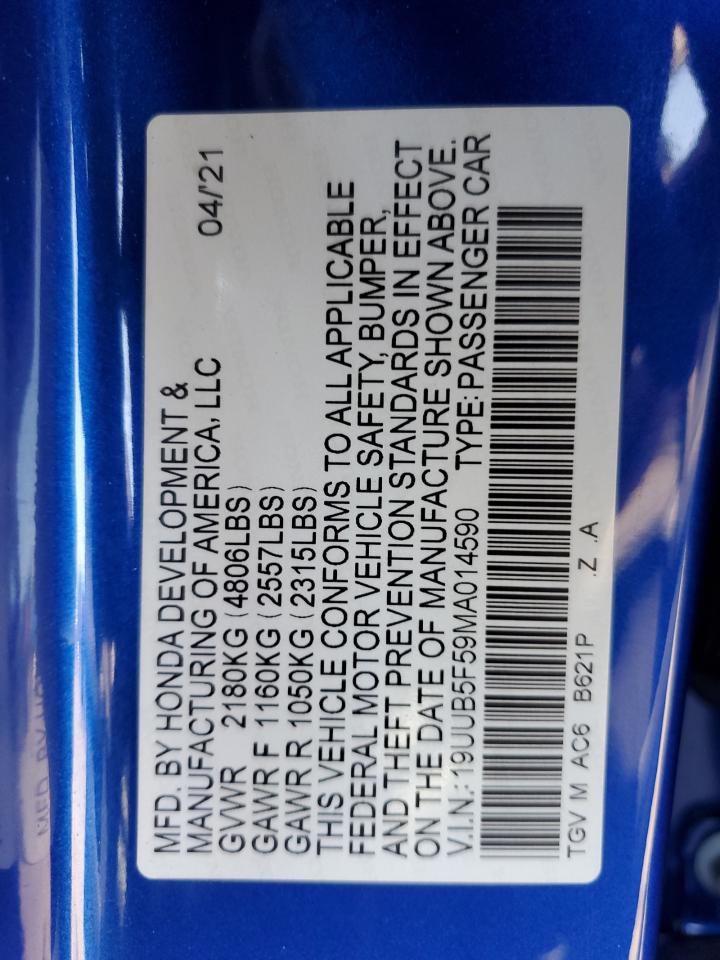 MFD. BY HONDA DEVELOPMENT &
MANUFACTURING OF AMERICA, LLC 04/'21
GVWR 2180KG (4806LBS)
GAWR F 1160KG (2557LBS)
GAWR R 1050KG (2315LBS)
THIS VEHICLE CONFORMS TO ALL APPLICABLE
FEDERAL MOTOR VEHICLE SAFETY, BUMPER,
AND THEFT PREVENTION STANDARDS IN EFFECT
ON THE DATE OF MANUFACTURE SHOWN ABOVE.
V.I.N.: 19UUB5F59MA014590 TYPE: PASSENGER CAR
TGV M AC6 B621P .Z .A